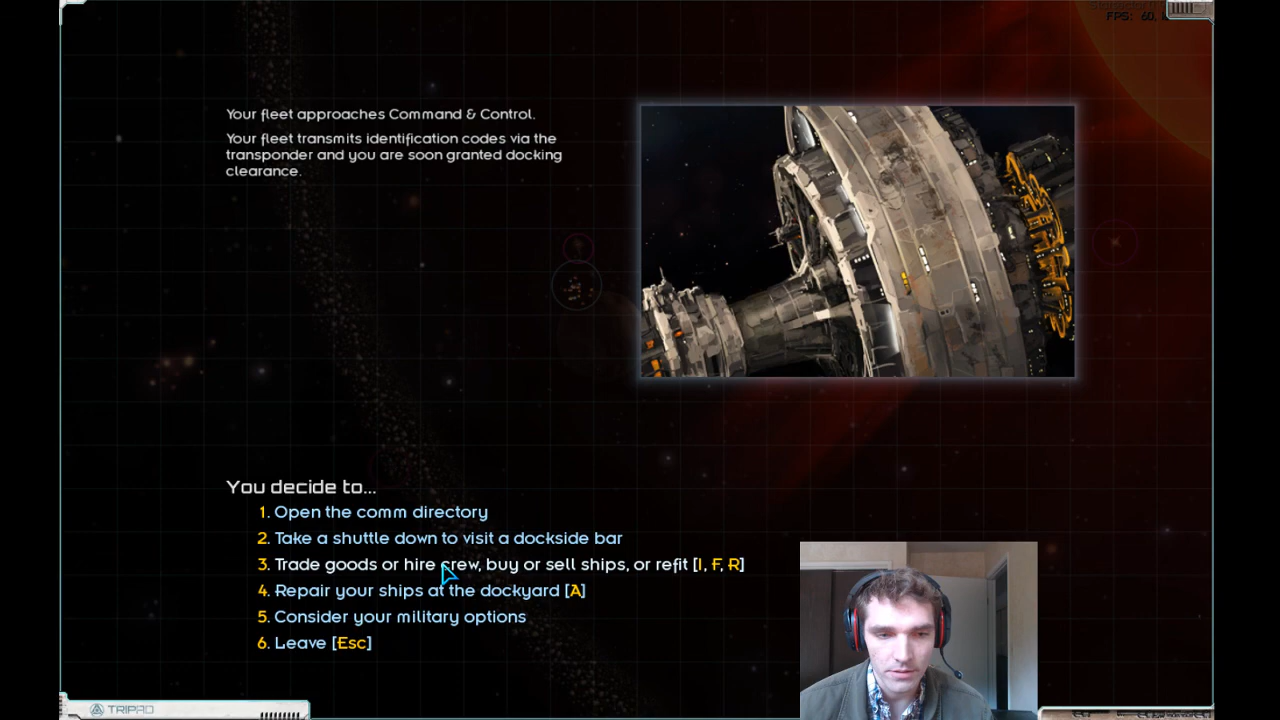 FPS: 60,
Your fleet approaches Command & Control.
Your fleet transmits identification codes via the
transponder and you are soon granted docking
clearance.
You decide to...
1. Open the comm directory
2. Take a shuttle down to visit a dockside bar
3. Trade goods or hire crew, buy or sell ships, or refit [I, F, R]
4. Repair your ships at the dockyard [A]
5. Consider your military options
6. Leave [Esc]
TRIPAD